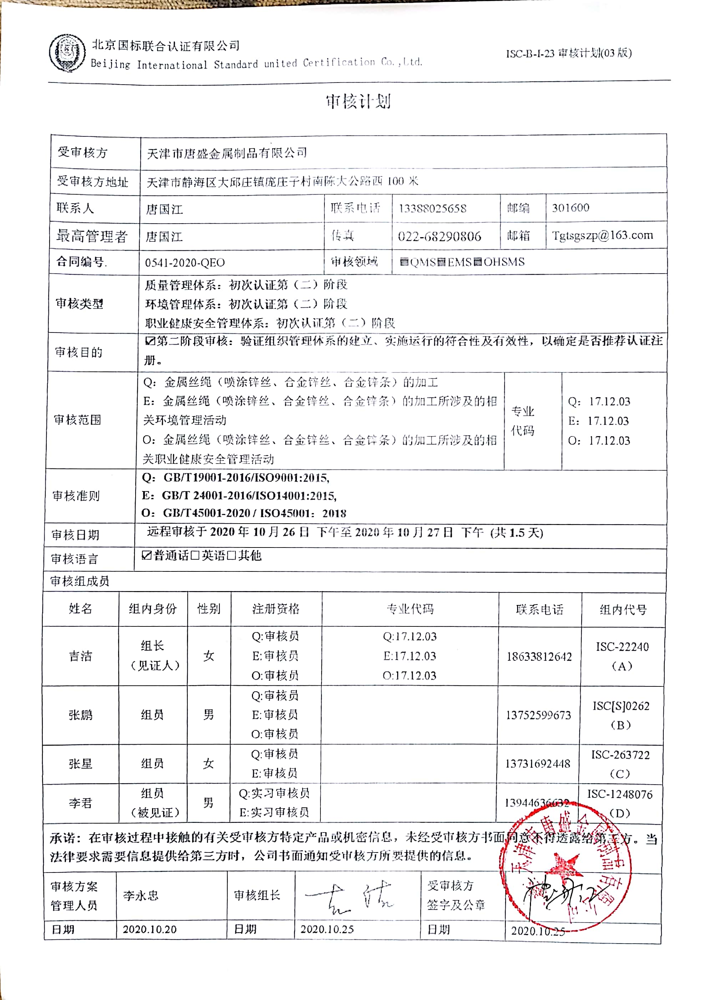 北京国标联合认证有限公司
Beijing International Standard united Certification Co.,Ltd.
ISC-B-I-23 审核计划(03 版)
审核计划
受审核方 天津市唐盛金属制品有限公司
受审核方地址 天津市静海区大邱庄镇庞庄子村南陈大公路西 100 米
联系人 唐国江 联系电话 13388025658 邮编 301600
最高管理者 唐国江 传真 022-68290806 邮箱 Tgtsgszp@163.com
合同编号. 0541-2020-QEO 审核领域 ■QMS■EMS■OHSMS
审核类型
质量管理体系：初次认证第（二）阶段
环境管理体系：初次认证第（二）阶段
职业健康安全管理体系：初次认证第（二）阶段
审核目的
☑第二阶段审核：验证组织管理体系的建立、实施运行的符合性及有效性，以确定是否推荐认证注
册。
审核范围
Q：金属丝绳（喷涂锌丝、合金锌丝、合金锌条）的加工
E：金属丝绳（喷涂锌丝、合金锌丝、合金锌条）的加工所涉及的相
关环境管理活动
O：金属丝绳（喷涂锌丝、合金锌丝、合金锌条）的加工所涉及的相
关职业健康安全管理活动
专业
代码
Q：17.12.03
E：17.12.03
O：17.12.03
审核准则
Q：GB/T19001-2016/ISO9001:2015,
E：GB/T 24001-2016/ISO14001:2015,
O：GB/T45001-2020 / ISO45001：2018
审核日期 远程审核于 2020 年 10 月 26 日 下午至 2020 年 10 月 27 日 下午 (共 1.5 天)
审核语言 ☑普通话□英语□其他
审核组成员
姓名 组内身份 性别 注册资格 专业代码 联系电话 组内代号
吉洁
组长
（见证人）
女
Q:审核员
E:审核员
O:审核员
Q:17.12.03
E:17.12.03
O:17.12.03
18633812642
ISC-22240
（A）
张鹏
组员
男
Q:审核员
E:审核员
O:审核员
13752599673
ISC[S]0262
（B）
张星
组员
女
Q:审核员
E:审核员
13731692448
ISC-263722
（C）
李君
组员
（被见证）
男
Q:实习审核员
E:实习审核员
13944636632
ISC-1248076
（D）
承诺：在审核过程中接触的有关受审核方特定产品或机密信息，未经受审核方书面同意不得透露给第三方。当
法律要求需要信息提供给第三方时，公司书面通知受审核方所要提供的信息。
审核方案
管理人员
李永忠
审核组长
吉洁
受审核方
签字及公章
唐国江
天津市唐盛金属制品有限公司
日期 2020.10.20 日期 2020.10.25 日期 2020.10.25